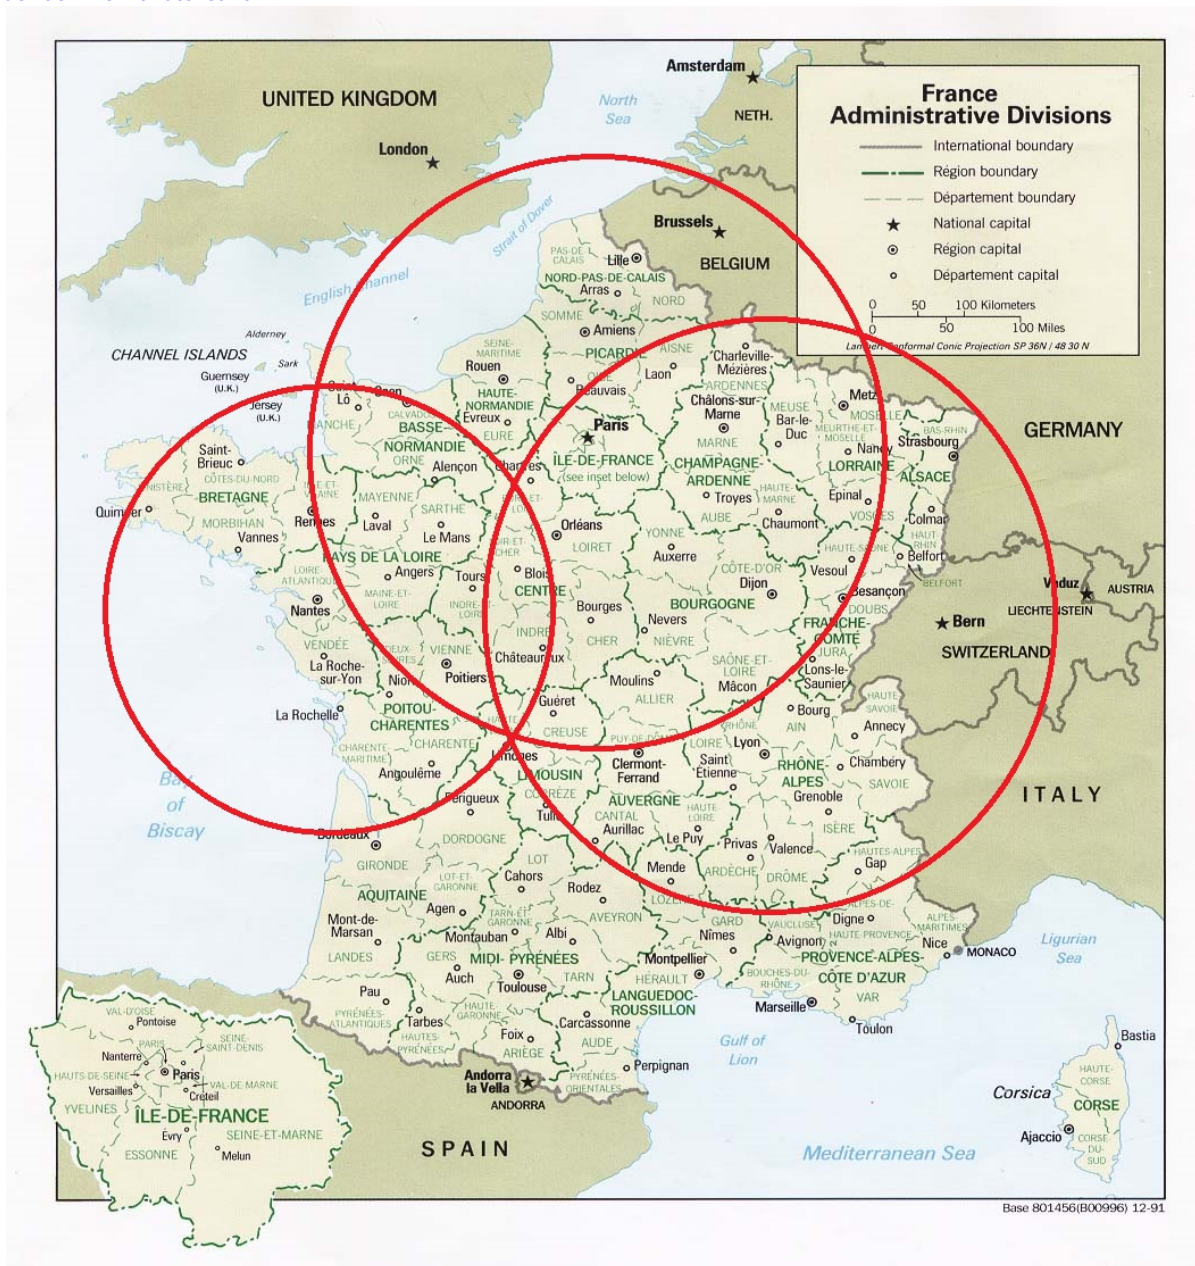 Amsterdam
UNITED KINGDOM
North
Sea
NETH.
London
France
Administrative Divisions
International boundary
Région boundary
Département boundary
National capital
Région capital
Département capital
0 50 100 Kilometers
0 50 100 Miles
Lambert Conformal Conic Projection SP 36N / 48 30 N
Strait of Dover
Brussels
BELGIUM
PAS-DE-
CALAIS
Lille
NORD-PAS-DE-CALAIS
Arras
NORD
English Channel
SOMME
Amiens
Alderney
CHANNEL ISLANDS
Sark
Guernsey
(U.K.)
Jersey
(U.K.)
SEINE-
MARITIME
Rouen
PICARDIE
AISNE
OISE
Beauvais
Laon
Charleville-
Mézières
ARDENNES
Saint-
Lô
Caen
CALVADOS
MANCHE
HAUTE-
NORMANDIE
Evreux
EURE
BASSE-
NORMANDIE
ORNE
Alençon
Paris
ÎLE-DE-FRANCE
(see inset below)
Châlons-sur-
Marne
MARNE
CHAMPAGNE-
ARDENNE
MEUSE
Bar-le-
Duc
Metz
MOSELLE
MEURTHE-ET-
MOSELLE
Nancy
LORRAINE
BAS-RHIN
Strasbourg
ALSACE
GERMANY
Saint-
Brieuc
CÔTES-DU-NORD
FINISTÈRE
BRETAGNE
ILLE-ET-
VILAINE
Quimper
MORBIHAN
Vannes
Rennes
MAYENNE
Laval
SARTHE
Le Mans
Chartres
EURE-ET-
LOIR
Troyes
AUBE
HAUTE-
MARNE
Chaumont
Epinal
VOSGES
Colmar
HAUT-
RHIN
Orléans
LOIRET
YONNE
Auxerre
PAYS DE LA LOIRE
LOIRE-
ATLANTIQUE
Angers
MAINE-ET-
LOIRE
Nantes
LOIR-ET-
CHER
Blois
Tours
INDRE-ET-
LOIRE
CENTRE
CÔTE-D'OR
Dijon
HAUTE-SAÔNE
Vesoul
Belfort
BELFORT
Besançon
DOUBS
FRANCHE-
COMTÉ
JURA
Lons-le-
Saunier
Vaduz
AUSTRIA
LIECHTENSTEIN
Bern
SWITZERLAND
Bourges
CHER
INDRE
Châteauroux
BOURGOGNE
Nevers
NIÈVRE
SAÔNE-ET-
LOIRE
Mâcon
VENDÉE
La Roche-
sur-Yon
DEUX-
SÈVRES
VIENNE
Poitiers
Niort
La Rochelle
POITOU-
CHARENTES
CHARENTE-
MARITIME
CHARENTE
Angoulême
Moulins
ALLIER
Guéret
CREUSE
HAUTE-
Limoges
LIMOUSIN
CORRÈZE
Tulle
PUY-DE-DÔME
Clermont-
Ferrand
AUVERGNE
CANTAL
Aurillac
HAUTE-
LOIRE
Le Puy
LOIRE
RHÔNE
Lyon
Saint
Étienne
Bourg
AIN
HAUTE-
SAVOIE
Annecy
Chambéry
SAVOIE
RHÔNE
ALPES
Grenoble
ISÈRE
ITALY
Bay
of
Biscay
Périgueux
DORDOGNE
Bordeaux
GIRONDE
AQUITAINE
LOT-ET-
GARONNE
Agen
LOT
Cahors
Rodez
AVEYRON
Mende
LOZÈRE
Privas
ARDÈCHE
Valence
DRÔME
HAUTES-ALPES
Gap
Mont-de-
Marsan
LANDES
TARN-ET-
GARONNE
Montauban
Albi
TARN
GERS
Auch
MIDI-PYRÉNÉES
Toulouse
GARD
Nîmes
VAUCLUSE
Avignon
ALPES-DE-
HAUTE-PROVENCE
Digne
ALPES-
MARITIMES
Nice
MONACO
Ligurian
Sea
PROVENCE-ALPES-
CÔTE D'AZUR
Montpellier
HÉRAULT
BOUCHES-DU-
RHÔNE
Marseille
VAR
Toulon
LANGUEDOC-
ROUSSILLON
Pau
PYRÉNÉES-
ATLANTIQUES
Tarbes
HAUTES-
PYRÉNÉES
HAUTE-
GARONNE
Foix
ARIÈGE
Carcassonne
AUDE
Perpignan
PYRÉNÉES-
ORIENTALES
Gulf of
Lion
Andorra
la Vella
ANDORRA
SPAIN
Mediterranean Sea
Bastia
HAUTE-
CORSE
Corsica
CORSE
Ajaccio
CORSE-
DU-
SUD
VAL-D'OISE
Pontoise
PARIS
SEINE-
SAINT-DENIS
Nanterre
HAUTS-DE-SEINE
Paris
Versailles
VAL-DE MARNE
Créteil
YVELINES
ÎLE-DE-FRANCE
Évry
SEINE-ET-MARNE
ESSONNE
Melun
Base 801456(B00996) 12-91